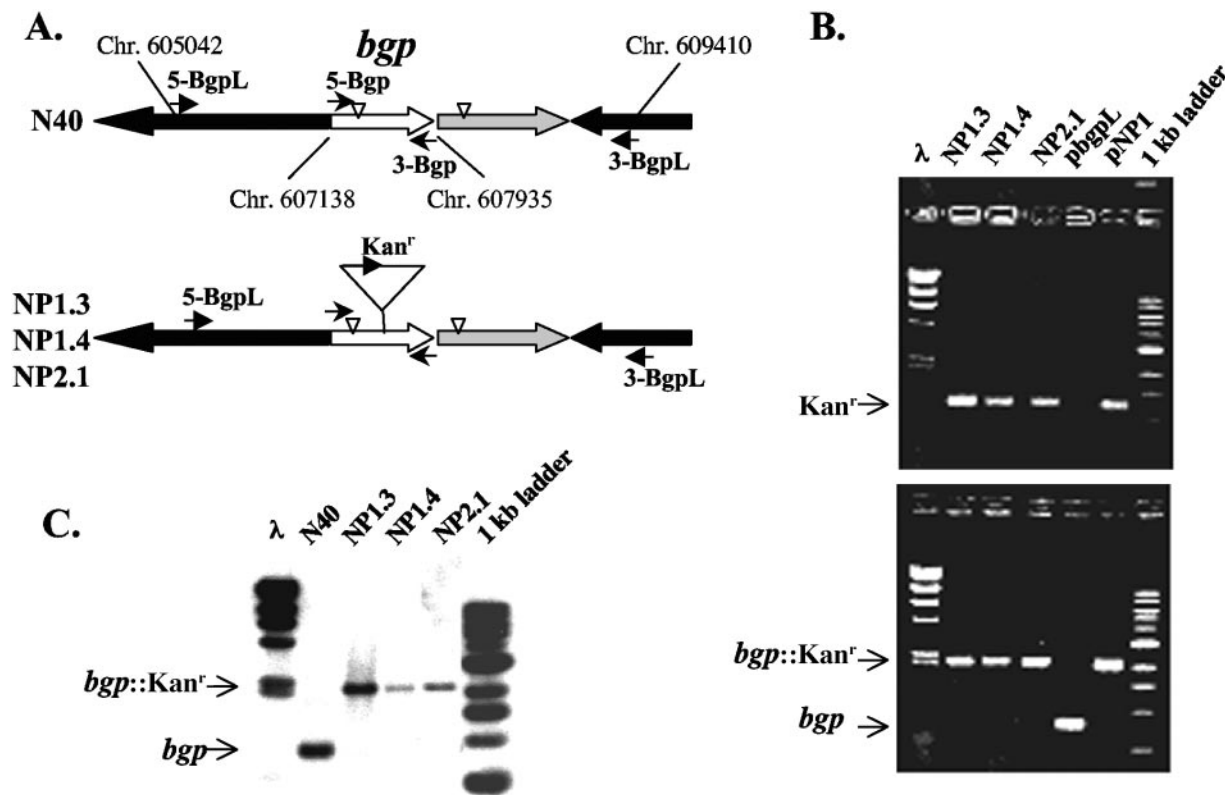 A.
bgp
Chr. 605042
Chr. 609410
5-BgpL
5-Bgp
N40
3-Bgp
3-BgpL
Chr. 607138
Chr. 607935
Kanʳ
5-BgpL
NP1.3
NP1.4
NP2.1
3-BgpL
B.
λ
NP1.3
NP1.4
NP2.1
pbgpL
pNP1
1 kb ladder
Kanʳ
bgp::Kanʳ
bgp
C.
λ
N40
NP1.3
NP1.4
NP2.1
1 kb ladder
bgp::Kanʳ
bgp